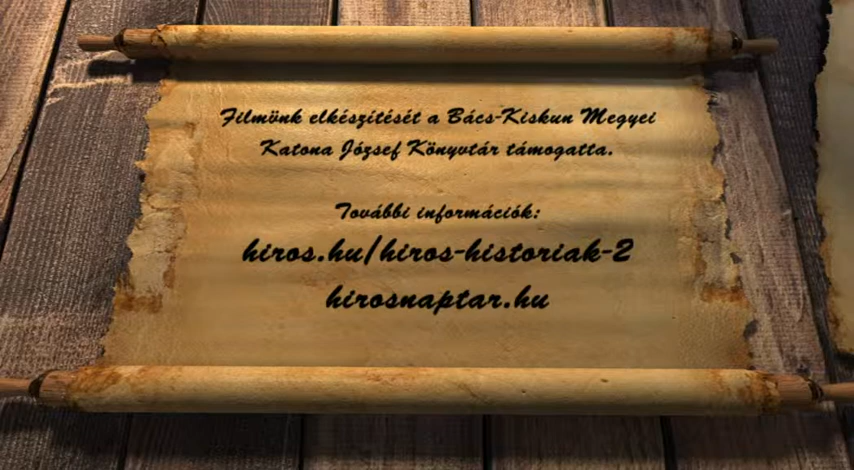 Filmünk elkészítését a Bács-Kiskun Megyei
Katona József Könyvtár támogatta.
További információk:
hiros.hu/hiros-historiak-2
hirosnaptar.hu